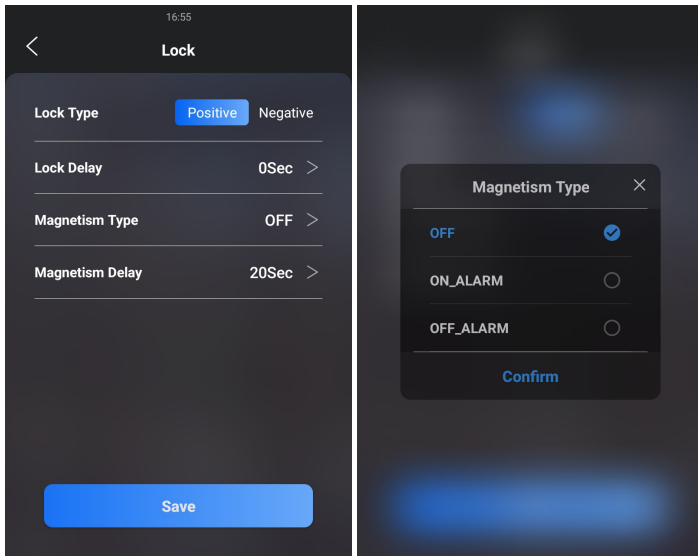 16:55
Lock
Lock Type Positive Negative
Lock Delay 0Sec >
Magnetism Type OFF >
Magnetism Delay 20Sec >
Save
Magnetism Type
OFF
ON_ALARM
OFF_ALARM
Confirm